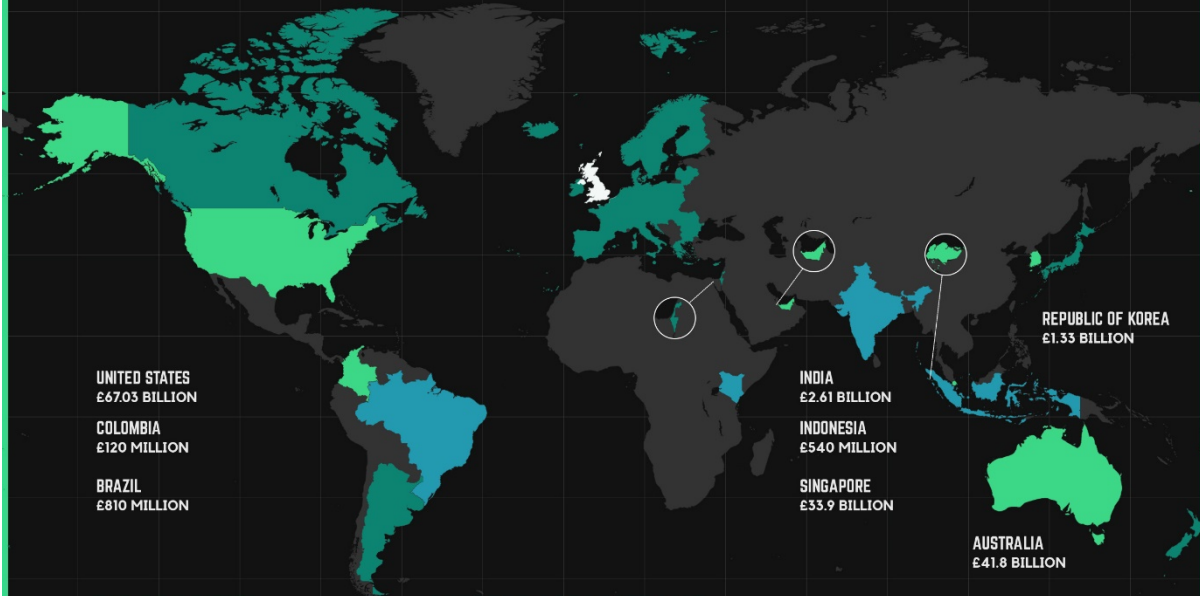 UNITED STATES
£67.03 BILLION
COLOMBIA
£120 MILLION
BRAZIL
£810 MILLION
INDIA
£2.61 BILLION
INDONESIA
£540 MILLION
SINGAPORE
£33.9 BILLION
REPUBLIC OF KOREA
£1.33 BILLION
AUSTRALIA
£41.8 BILLION